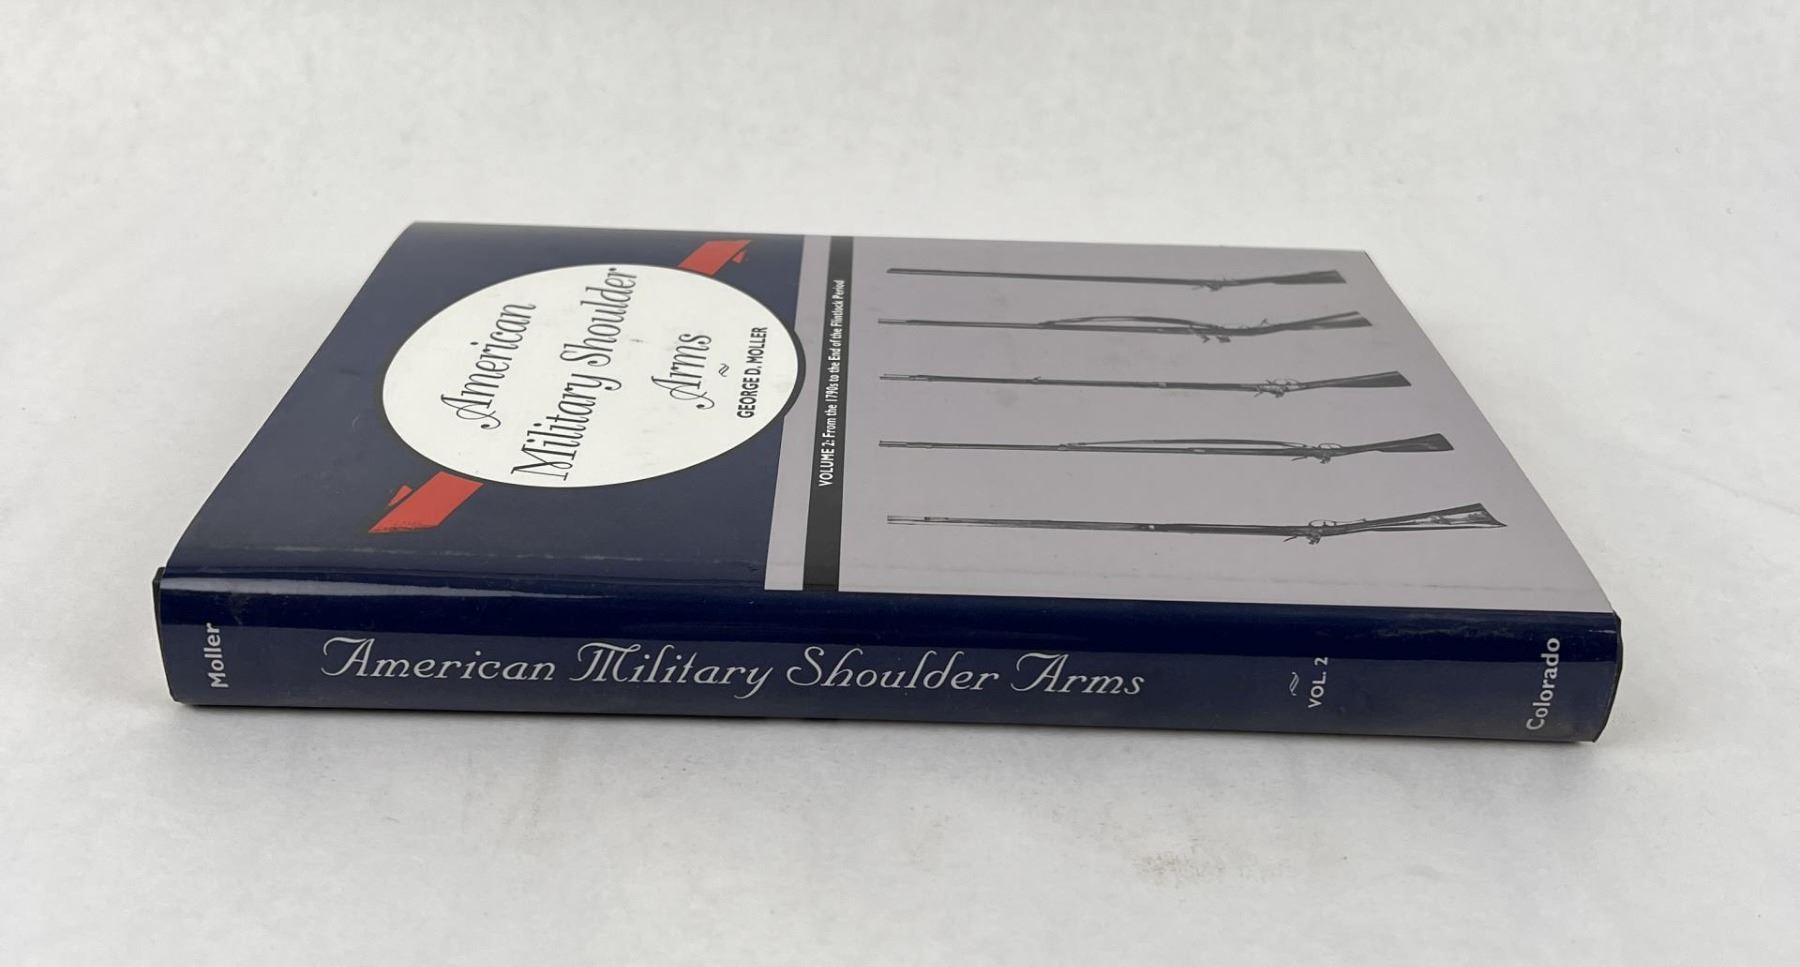 American
Military Shoulder
Arms
~
GEORGE D. MOLLER
VOLUME 2: From the 1790s to the End of the Flintlock Period
Moller
American Military Shoulder Arms
~
VOL. 2
Colorado